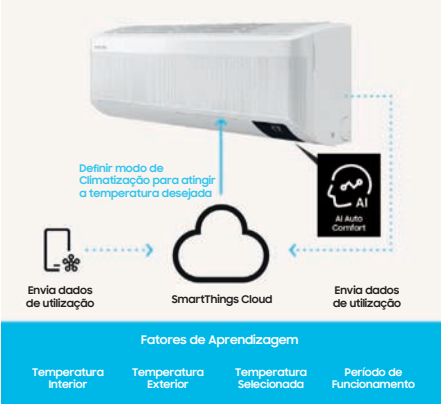 Definir modo de
Climatização para atingir
a temperatura desejada
AI
AI Auto
Comfort
Envia dados
de utilização
SmartThings Cloud
Envia dados
de utilização
Fatores de Aprendizagem
Temperatura
Interior
Temperatura
Exterior
Temperatura
Selecionada
Período de
Funcionamento